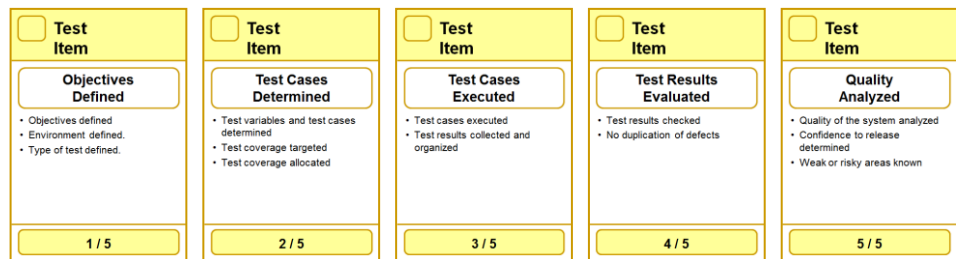 Test
Item
Objectives
Defined
• Objectives defined
• Environment defined.
• Type of test defined.
1 / 5
Test
Item
Test Cases
Determined
• Test variables and test cases
determined
• Test coverage targeted
• Test coverage allocated
2 / 5
Test
Item
Test Cases
Executed
• Test cases executed
• Test results collected and
organized
3 / 5
Test
Item
Test Results
Evaluated
• Test results checked
• No duplication of defects
4 / 5
Test
Item
Quality
Analyzed
• Quality of the system analyzed
• Confidence to release
determined
• Weak or risky areas known
5 / 5